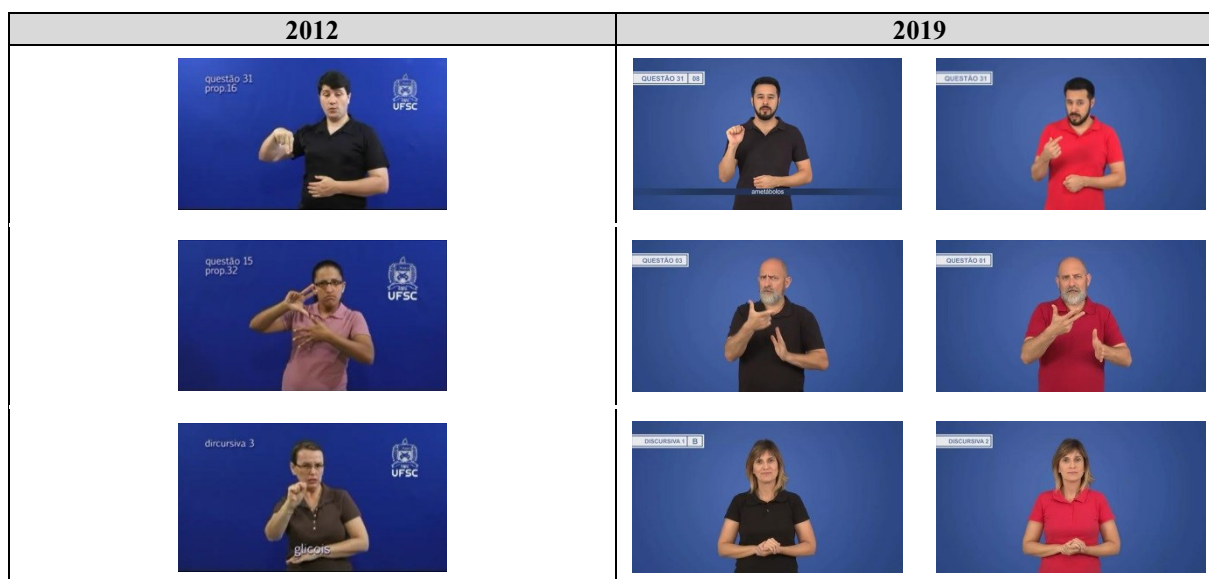 2012 2019
questão 31
prop.16
UFSC
QUESTÃO 31 08
ametábolos
QUESTÃO 31
questão 15
prop.32
UFSC
QUESTÃO 03
QUESTÃO 01
dircursiva 3
UFSC
glicois
DISCURSIVA 1 B
DISCURSIVA 2